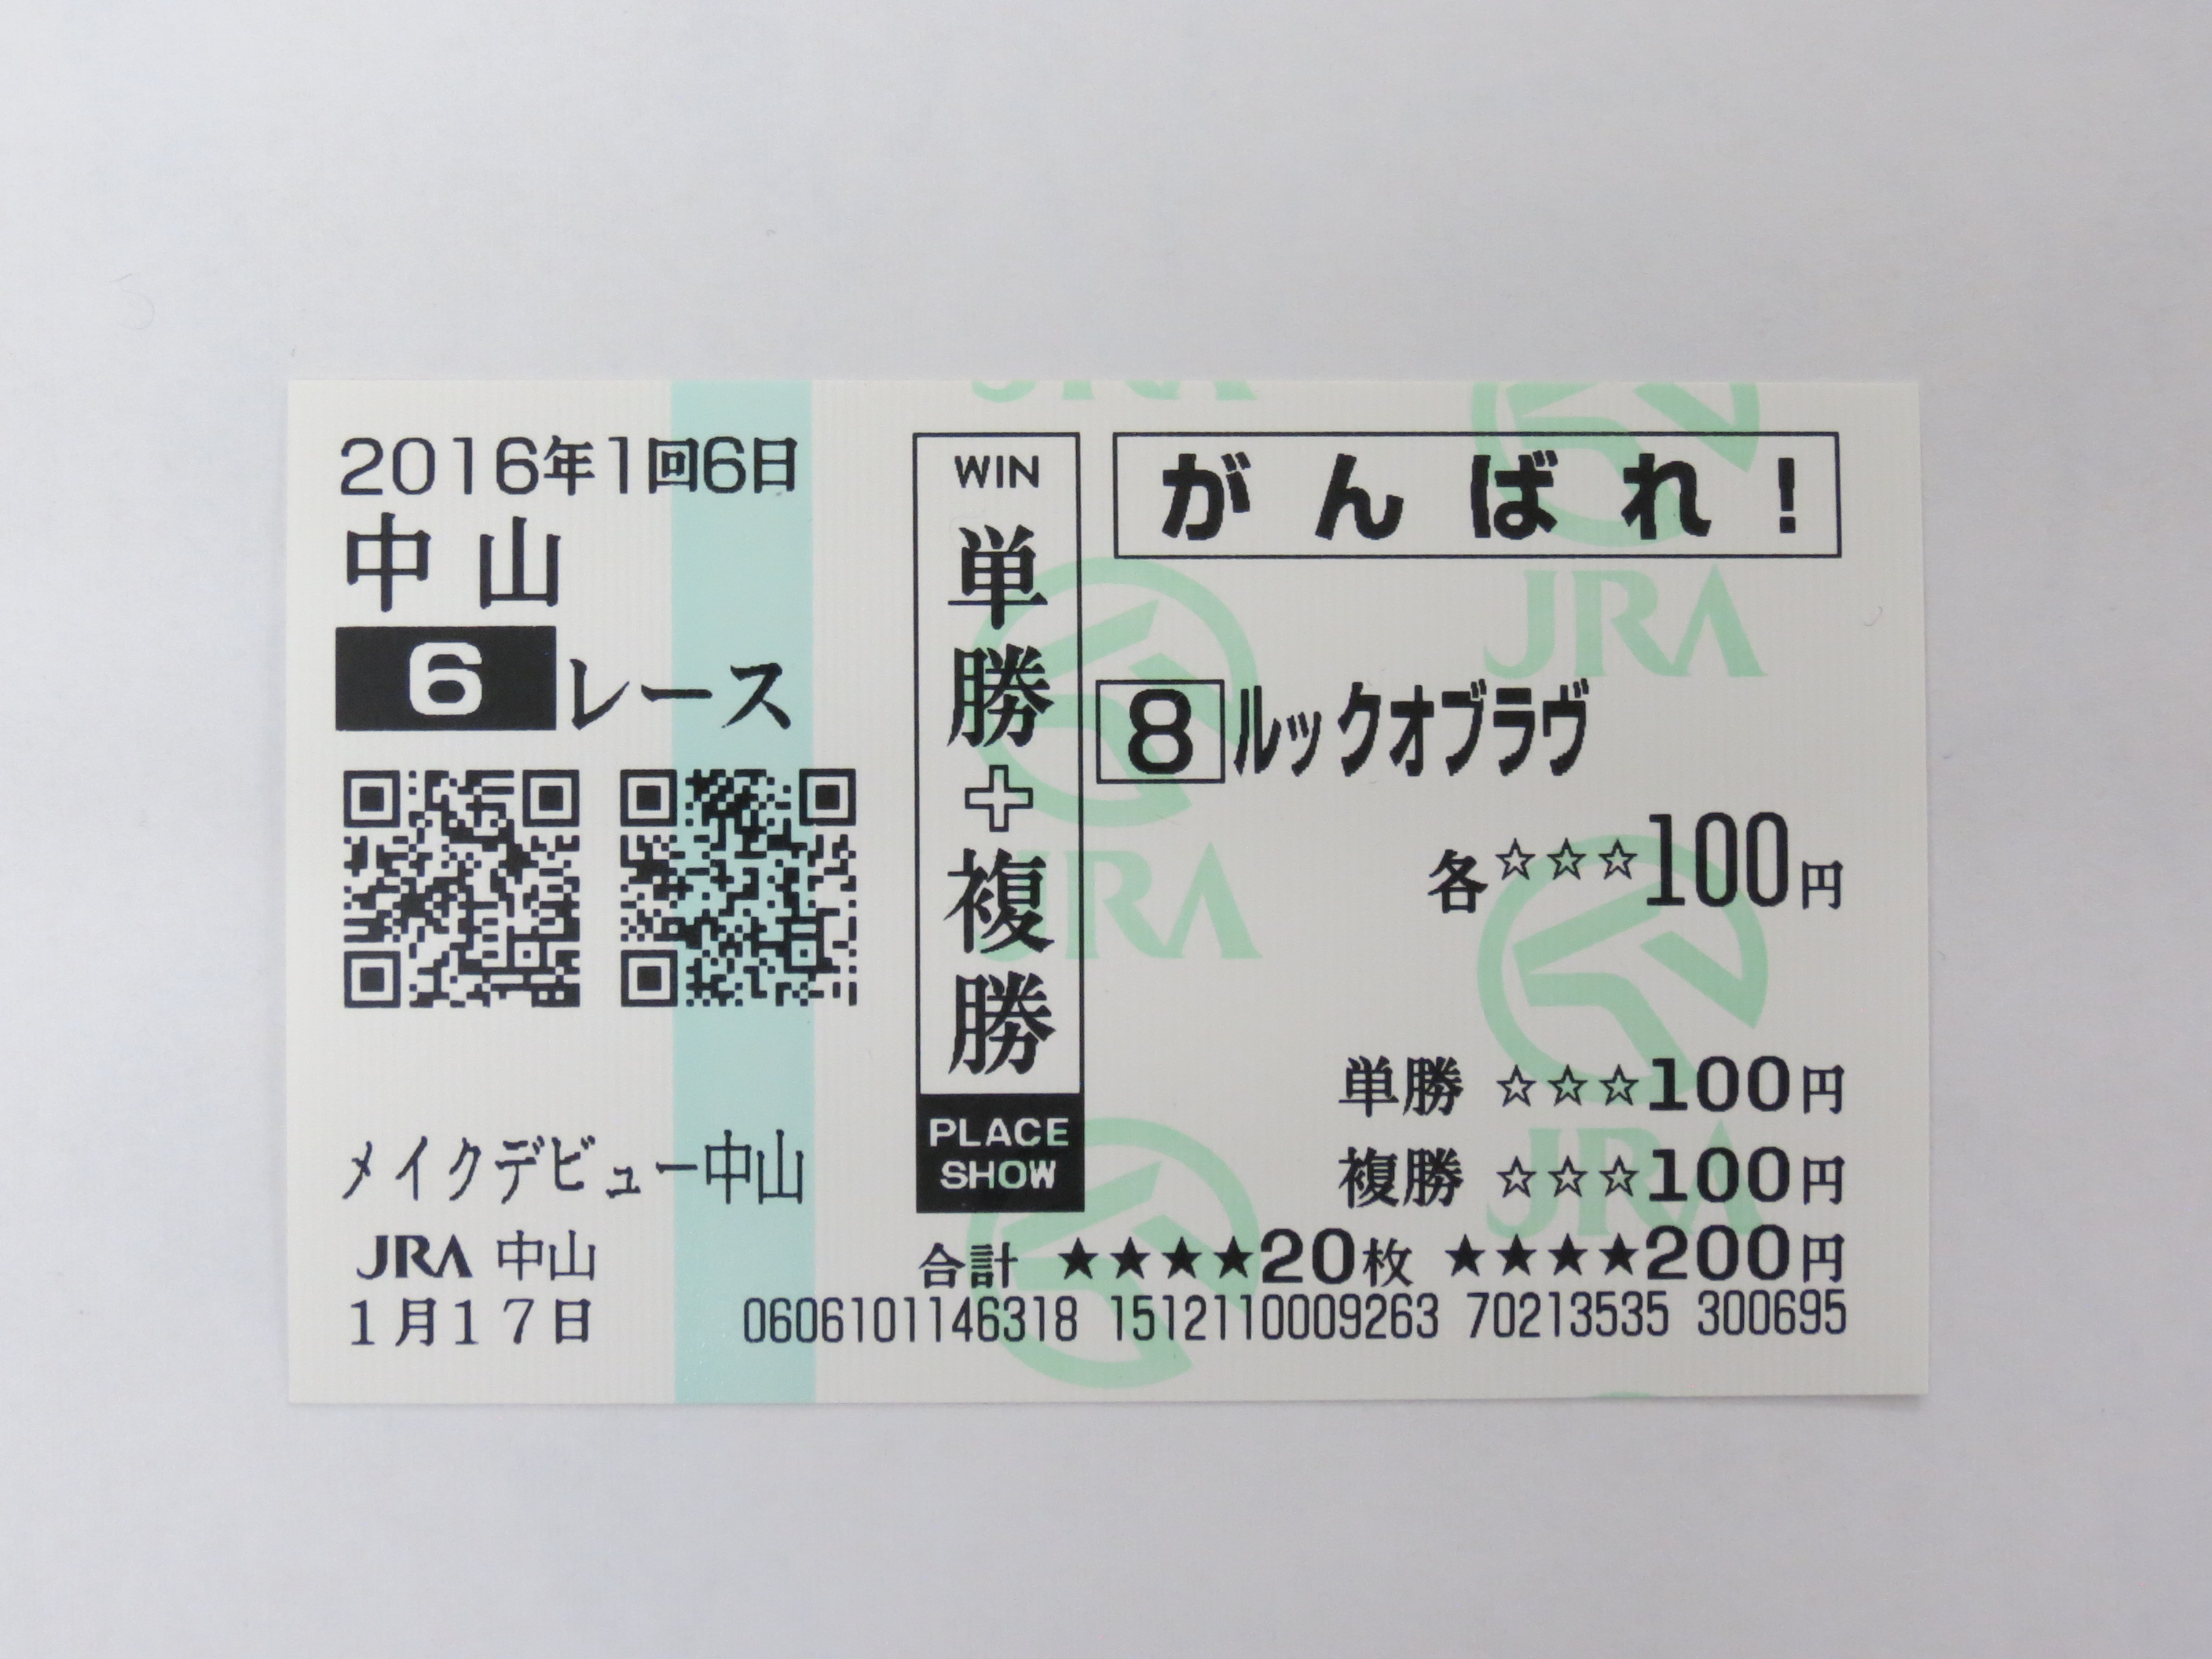 2016年1回6日
中山
6レース
メイクデビュー中山
JRA 中山
1月17日
WIN
単勝+複勝
PLACE
SHOW
がんばれ!
8ルックオブラヴ
各☆☆☆100円
単勝 ☆☆☆100円
複勝 ☆☆☆100円
合計 ★★★★20枚 ★★★★200円
0606101146318 1512110009263 70213535 300695
JRA
JRA
JRA
JRA